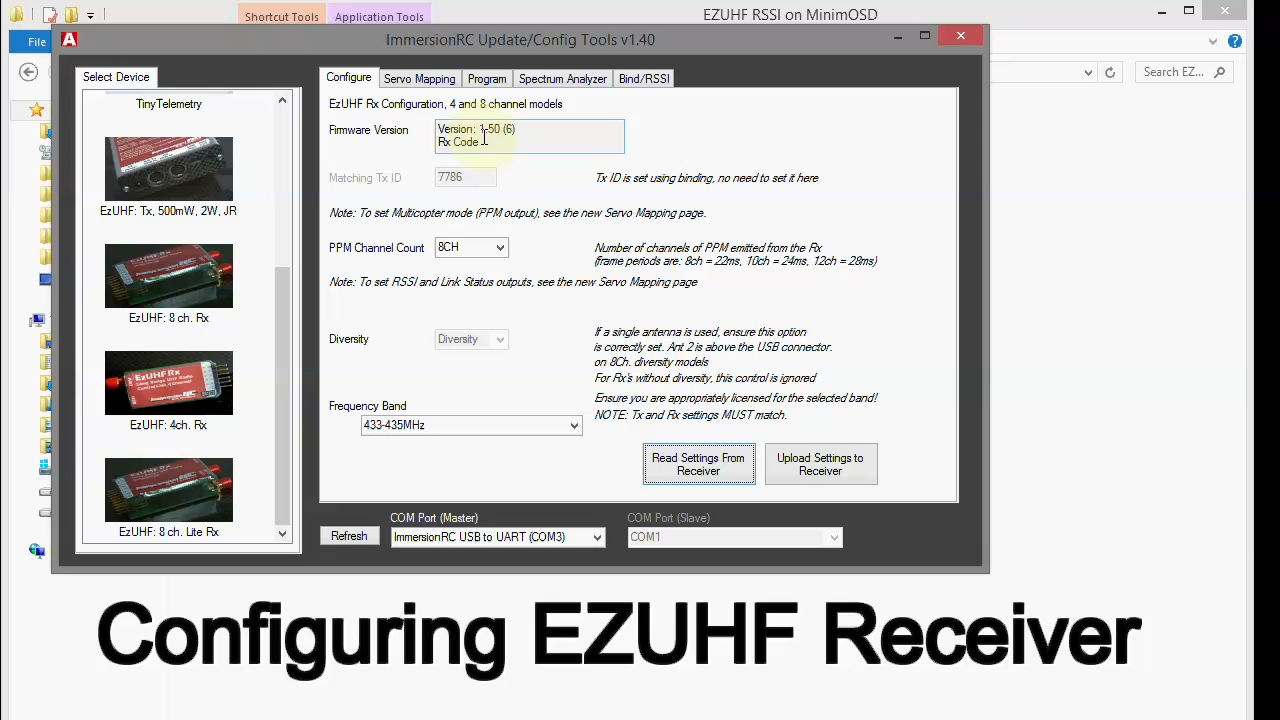 Shortcut Tools
Application Tools
EZUHF RSSI on MinimOSD
File
Search EZ...
ImmersionRC Update/Config Tools v1.40
Select Device
TinyTelemetry
EzUHF: Tx, 500mW, 2W, JR
EzUHF: 8 ch. Rx
EzUHF Rx
EzUHF: 4ch. Rx
EzUHF: 8 ch. Lite Rx
Configure
Servo Mapping
Program
Spectrum Analyzer
Bind/RSSI
EzUHF Rx Configuration, 4 and 8 channel models
Firmware Version
Version: 1.50 (6)
Rx Code
Matching Tx ID
7786
Tx ID is set using binding, no need to set it here
Note: To set Multicopter mode (PPM output), see the new Servo Mapping page.
PPM Channel Count
8CH
Number of channels of PPM emitted from the Rx
(frame periods are: 8ch = 22ms, 10ch = 24ms, 12ch = 28ms)
Note: To set RSSI and Link Status outputs, see the new Servo Mapping page
Diversity
Diversity
If a single antenna is used, ensure this option
is correctly set. Ant 2 is above the USB connector.
on 8Ch. diversity models
For Rx's without diversity, this control is ignored
Frequency Band
433-435MHz
Ensure you are appropriately licensed for the selected band!
NOTE: Tx and Rx settings MUST match.
Read Settings From
Receiver
Upload Settings to
Receiver
Refresh
COM Port (Master)
ImmersionRC USB to UART (COM3)
COM Port (Slave)
COM1
Configuring EZUHF Receiver